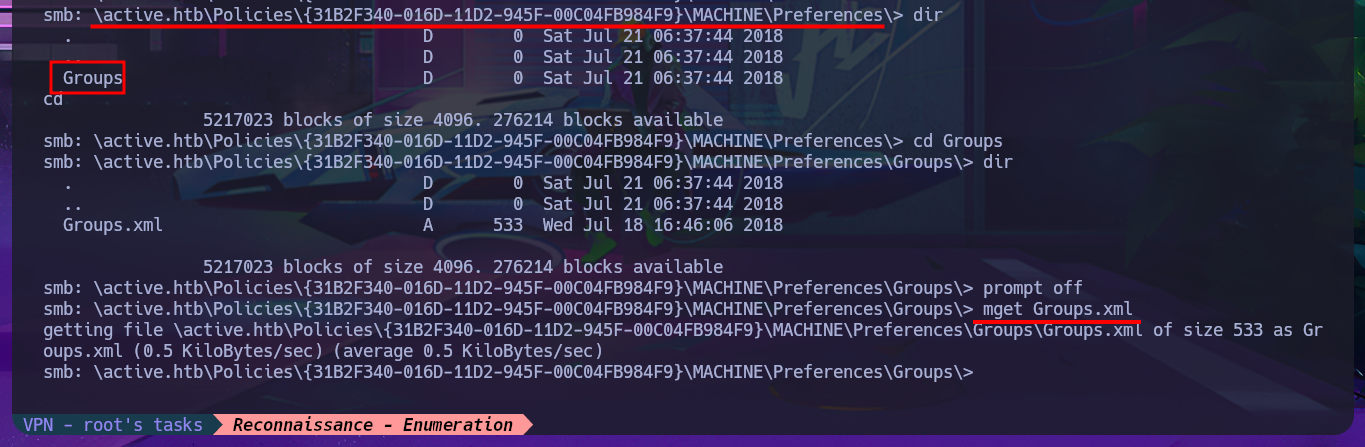 smb: \active.htb\Policies\{31B2F340-016D-11D2-945F-00C04FB984F9}\MACHINE\Preferences\> dir
. D 0 Sat Jul 21 06:37:44 2018
.. D 0 Sat Jul 21 06:37:44 2018
Groups D 0 Sat Jul 21 06:37:44 2018
cd
5217023 blocks of size 4096. 276214 blocks available
smb: \active.htb\Policies\{31B2F340-016D-11D2-945F-00C04FB984F9}\MACHINE\Preferences\> cd Groups
smb: \active.htb\Policies\{31B2F340-016D-11D2-945F-00C04FB984F9}\MACHINE\Preferences\Groups\> dir
. D 0 Sat Jul 21 06:37:44 2018
.. D 0 Sat Jul 21 06:37:44 2018
Groups.xml A 533 Wed Jul 18 16:46:06 2018
5217023 blocks of size 4096. 276214 blocks available
smb: \active.htb\Policies\{31B2F340-016D-11D2-945F-00C04FB984F9}\MACHINE\Preferences\Groups\> prompt off
smb: \active.htb\Policies\{31B2F340-016D-11D2-945F-00C04FB984F9}\MACHINE\Preferences\Groups\> mget Groups.xml
getting file \active.htb\Policies\{31B2F340-016D-11D2-945F-00C04FB984F9}\MACHINE\Preferences\Groups\Groups.xml of size 533 as Gr
oups.xml (0.5 KiloBytes/sec) (average 0.5 KiloBytes/sec)
smb: \active.htb\Policies\{31B2F340-016D-11D2-945F-00C04FB984F9}\MACHINE\Preferences\Groups\>
VPN - root's tasks Reconnaissance - Enumeration